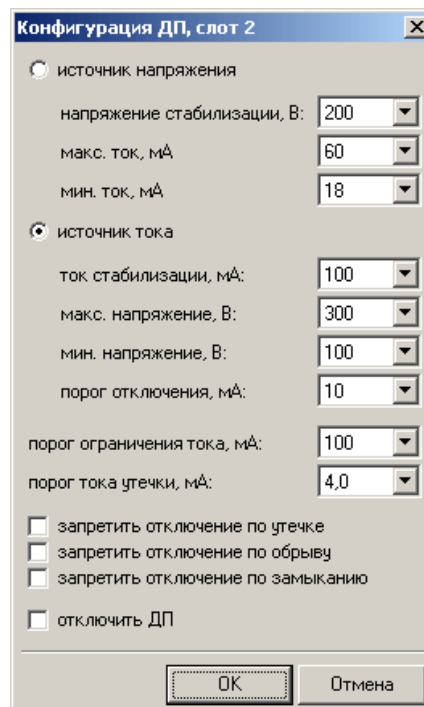 Конфигурация ДП, слот 2
источник напряжения
напряжение стабилизации, В: 200
макс. ток, мА 60
мин. ток, мА 18
источник тока
ток стабилизации, мА: 100
макс. напряжение, В: 300
мин. напряжение, В: 100
порог отключения, мА: 10
порог ограничения тока, мА: 100
порог тока утечки, мА: 4,0
запретить отключение по утечке
запретить отключение по обрыву
запретить отключение по замыканию
отключить ДП
OK Отмена